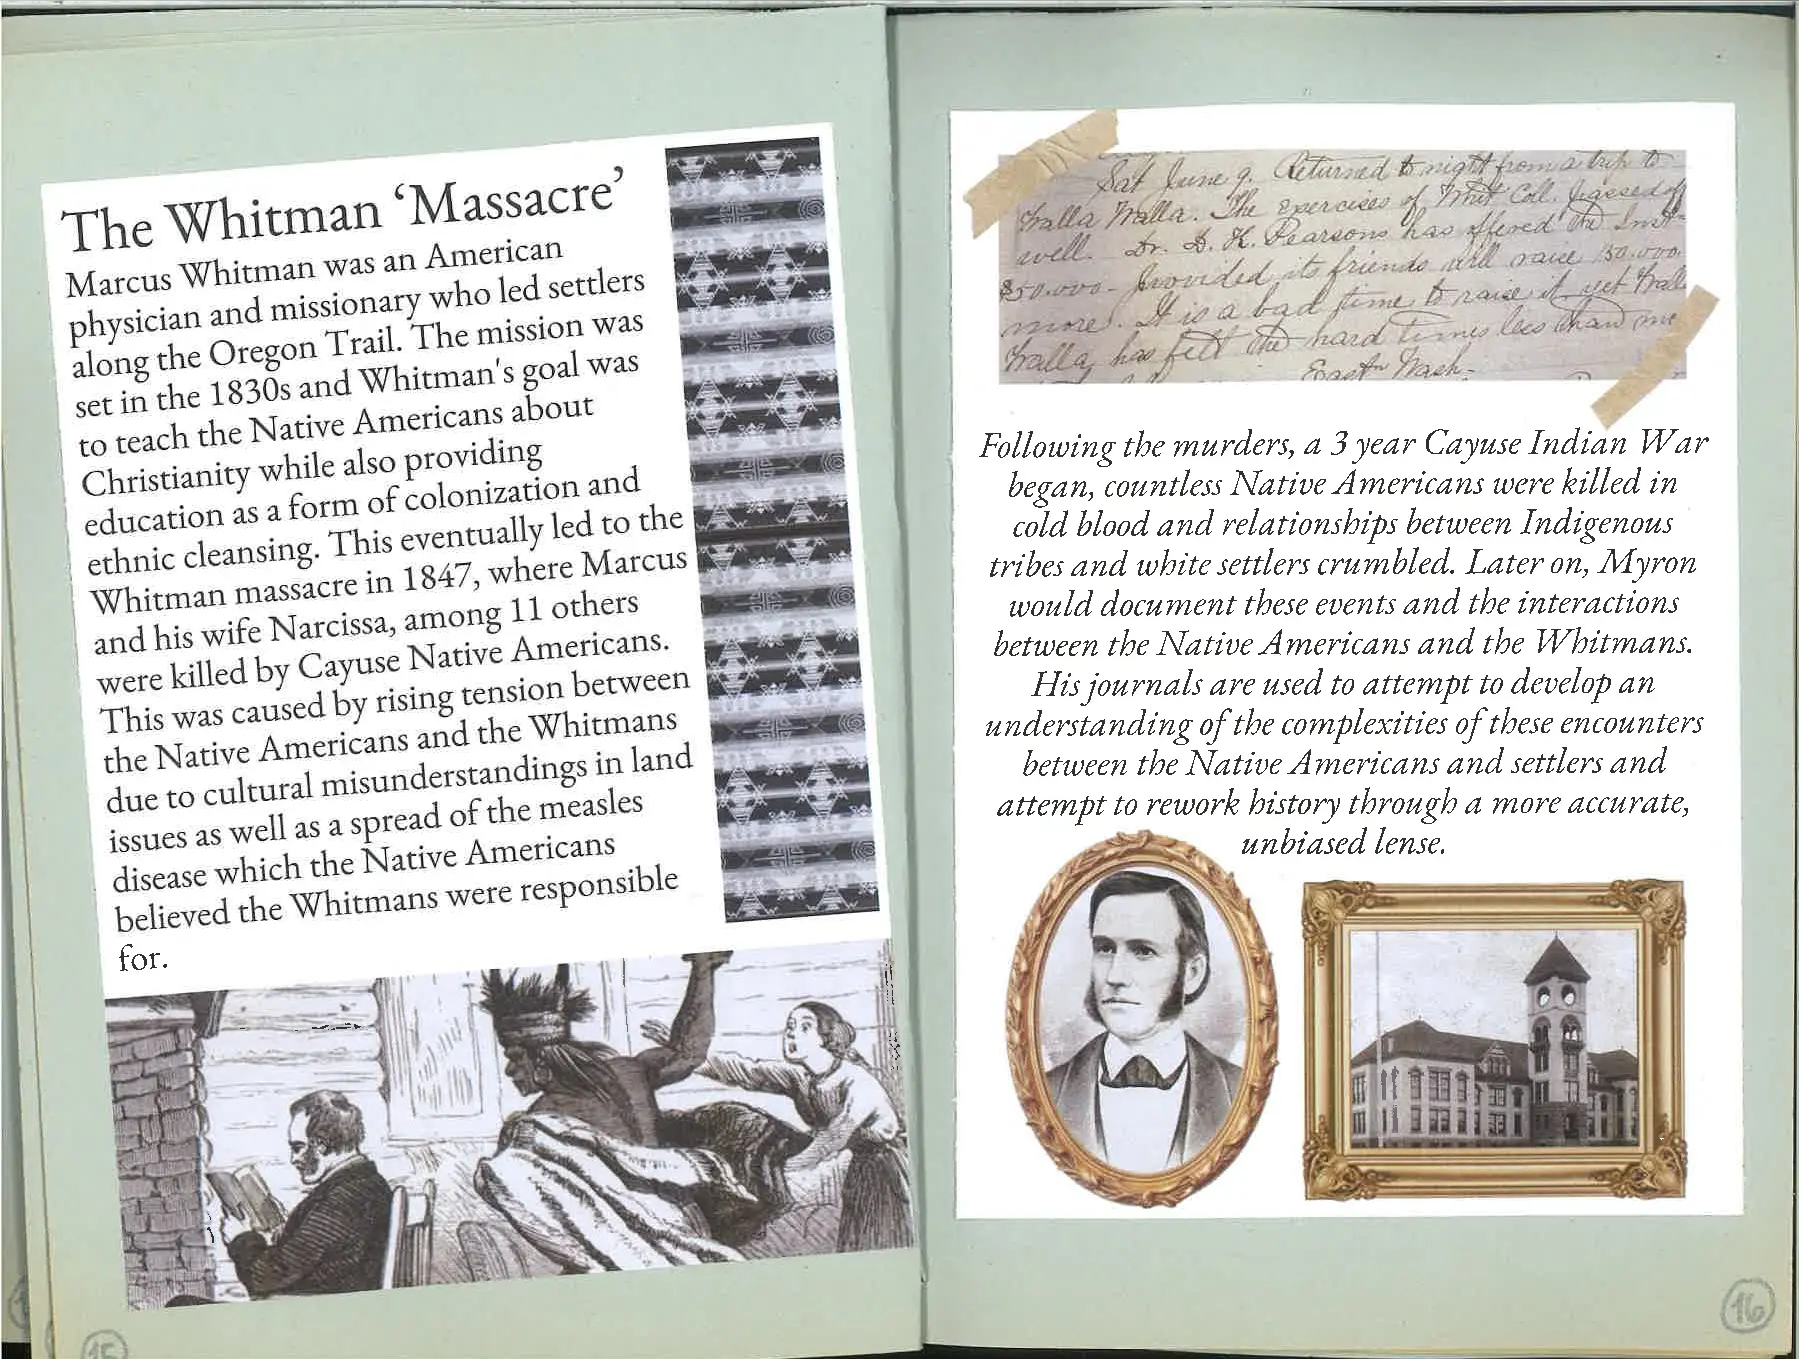 The Whitman ‘Massacre’
Marcus Whitman was an American
physician and missionary who led settlers
along the Oregon Trail. The mission was
set in the 1830s and Whitman's goal was
to teach the Native Americans about
Christianity while also providing
education as a form of colonization and
ethnic cleansing. This eventually led to the
Whitman massacre in 1847, where Marcus
and his wife Narcissa, among 11 others
were killed by Cayuse Native Americans.
This was caused by rising tension between
the Native Americans and the Whitmans
due to cultural misunderstandings in land
issues as well as a spread of the measles
disease which the Native Americans
believed the Whitmans were responsible
for.
15
Sat June 9. Returned to night from a trip to
Walla Walla. The exercises of Whit Coll. passed off
well. Dr. D. K. Pearsons has offered the Inst-
$50.000- provided its friends will raise 150.000
more. It is a bad time to raise it yet Walla
Walla has felt the hard times less than me
Eastn Wash-
Following the murders, a 3 year Cayuse Indian War
began, countless Native Americans were killed in
cold blood and relationships between Indigenous
tribes and white settlers crumbled. Later on, Myron
would document these events and the interactions
between the Native Americans and the Whitmans.
His journals are used to attempt to develop an
understanding of the complexities of these encounters
between the Native Americans and settlers and
attempt to rework history through a more accurate,
unbiased lense.
16